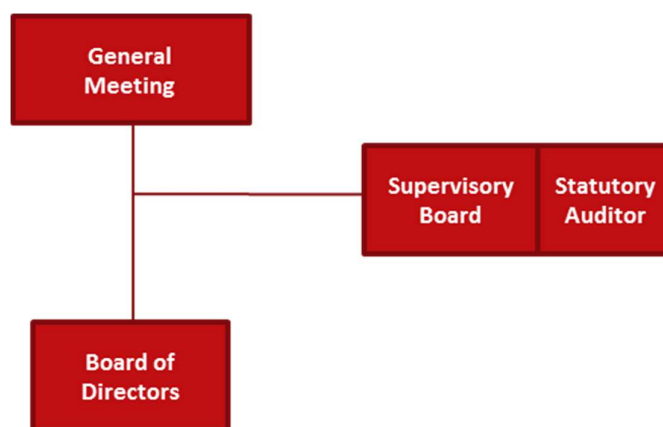 General
Meeting
Supervisory
Board
Statutory
Auditor
Board of
Directors